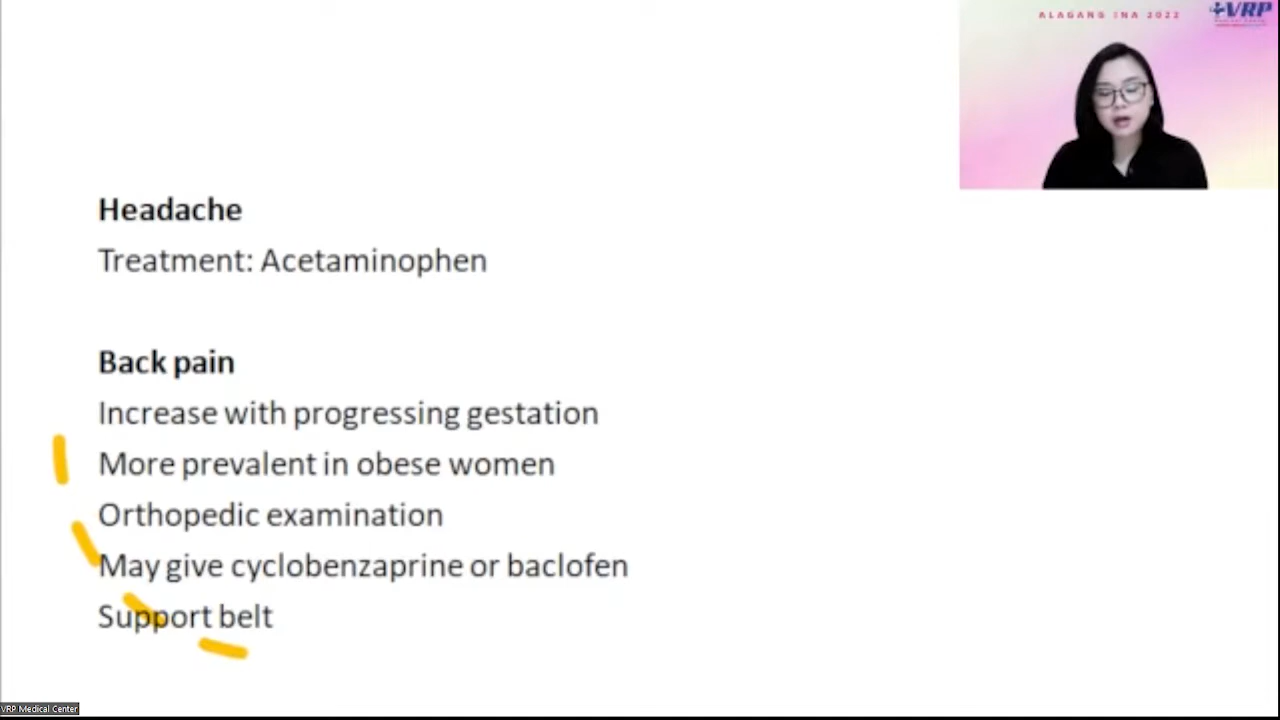 ALAGANG INA 2022
VRP
Headache
Treatment: Acetaminophen
Back pain
Increase with progressing gestation
More prevalent in obese women
Orthopedic examination
May give cyclobenzaprine or baclofen
Support belt
VRP Medical Center